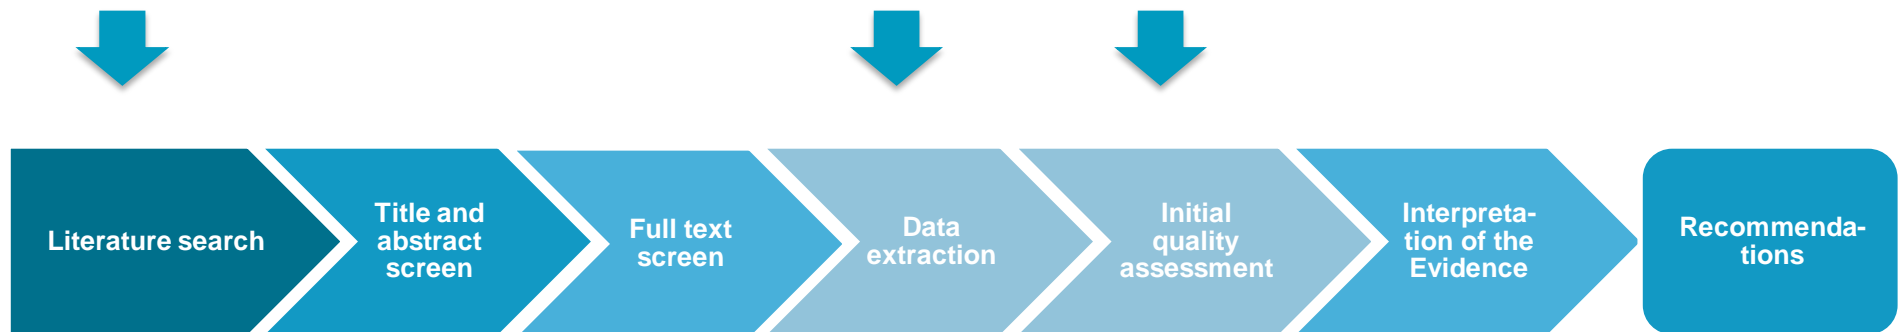 Literature search
Title and
abstract
screen
Full text
screen
Data
extraction
Initial
quality
assessment
Interpreta-
tion of the
Evidence
Recommenda-
tions